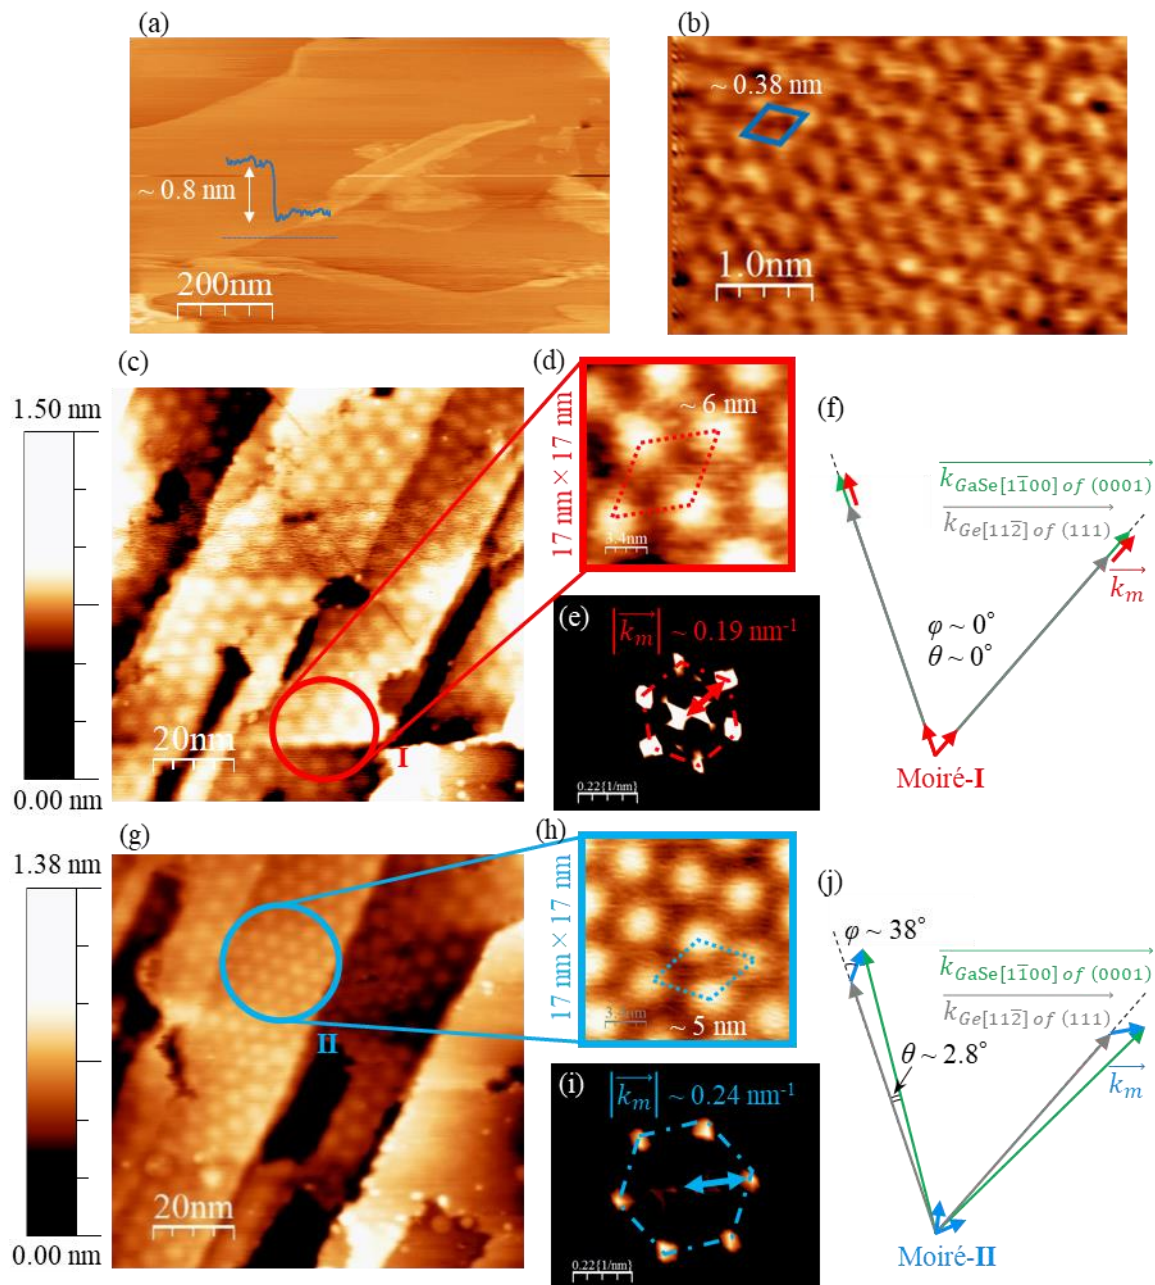 (a)
~ 0.8 nm
200nm
(b)
~ 0.38 nm
1.0nm
(c)
1.50 nm
0.00 nm
20nm
I
(d)
17 nm × 17 nm
~ 6 nm
3.4nm
(e)
|k_m| ~ 0.19 nm⁻¹
0.22{1/nm}
(f)
k_GaSe[11̄00] of (0001)
k_Ge[112̄] of (111)
k_m
φ ~ 0°
θ ~ 0°
Moiré-I
(g)
1.38 nm
0.00 nm
20nm
II
(h)
17 nm × 17 nm
~ 5 nm
(i)
|k_m| ~ 0.24 nm⁻¹
0.22{1/nm}
(j)
φ ~ 38°
k_GaSe[11̄00] of (0001)
k_Ge[112̄] of (111)
θ ~ 2.8°
k_m
Moiré-II